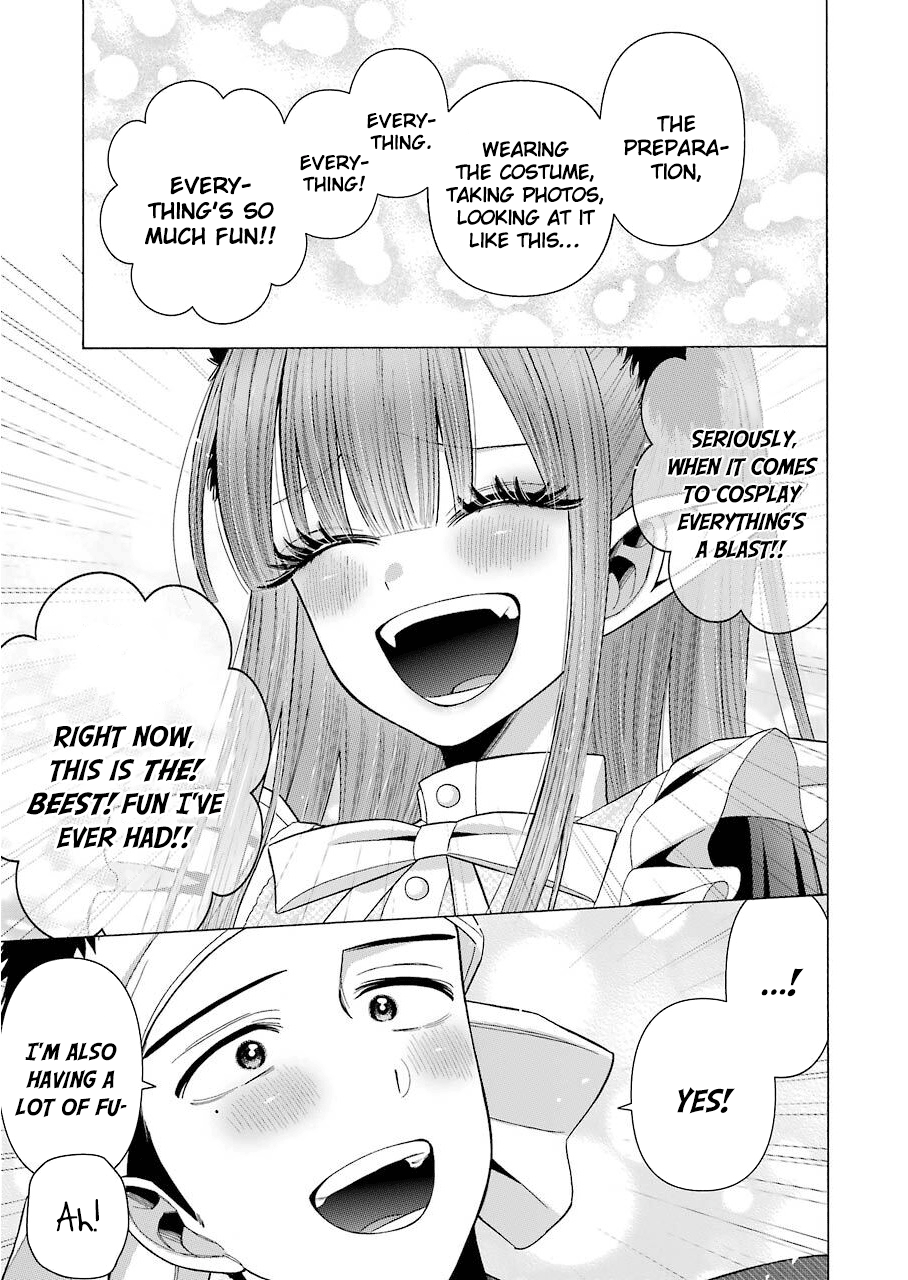 THE
PREPARA-
TION,
WEARING
THE COSTUME,
TAKING PHOTOS,
LOOKING AT IT
LIKE THIS...
EVERY-
THING.
EVERY-
THING!
EVERY-
THING'S SO
MUCH FUN!!
SERIOUSLY,
WHEN IT COMES
TO COSPLAY
EVERYTHING'S
A BLAST!!
RIGHT NOW,
THIS IS THE!
BEEST! FUN I'VE
EVER HAD!!
...!
YES!
I'M ALSO
HAVING A
LOT OF FU-
Ah!